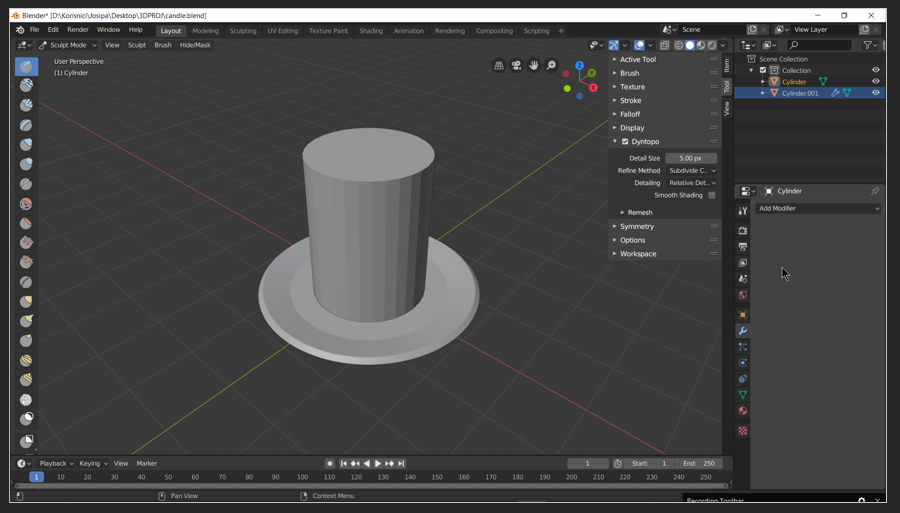 Blender* [D:\Korisnici\Josipa\Desktop\3DPROJ\candle.blend]
File Edit Render Window Help Layout Modeling Sculpting UV Editing Texture Paint Shading Animation Rendering Compositing Scripting + Scene View Layer
Sculpt Mode View Sculpt Brush Hide/Mask
User Perspective
(1) Cylinder
Z
Y
X
Active Tool
Brush
Texture
Stroke
Falloff
Display
Dyntopo
Detail Size 5.00 px
Refine Method Subdivide C..
Detailing Relative Det..
Smooth Shading
Remesh
Symmetry
Options
Workspace
Item
Tool
View
Scene Collection
Collection
Cylinder
Cylinder.001
Cylinder
Add Modifier
Playback Keying View Marker 1 Start: 1 End: 250
1 10 20 30 40 50 60 70 80 90 100 110 120 130 140 150 160 170 180 190 200 210 220 230 240 250
Pan View Context Menu
Recording Toolbar